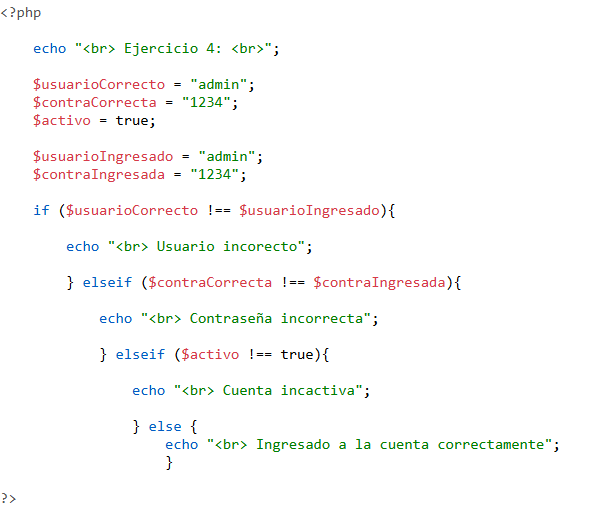 <?php
echo "<br> Ejercicio 4: <br>";
$usuarioCorrecto = "admin";
$contraCorrecta = "1234";
$activo = true;
$usuarioIngresado = "admin";
$contraIngresada = "1234";
if ($usuarioCorrecto !== $usuarioIngresado){
echo "<br> Usuario incorecto";
} elseif ($contraCorrecta !== $contraIngresada){
echo "<br> Contraseña incorrecta";
} elseif ($activo !== true){
echo "<br> Cuenta incactiva";
} else {
echo "<br> Ingresado a la cuenta correctamente";
}
?>